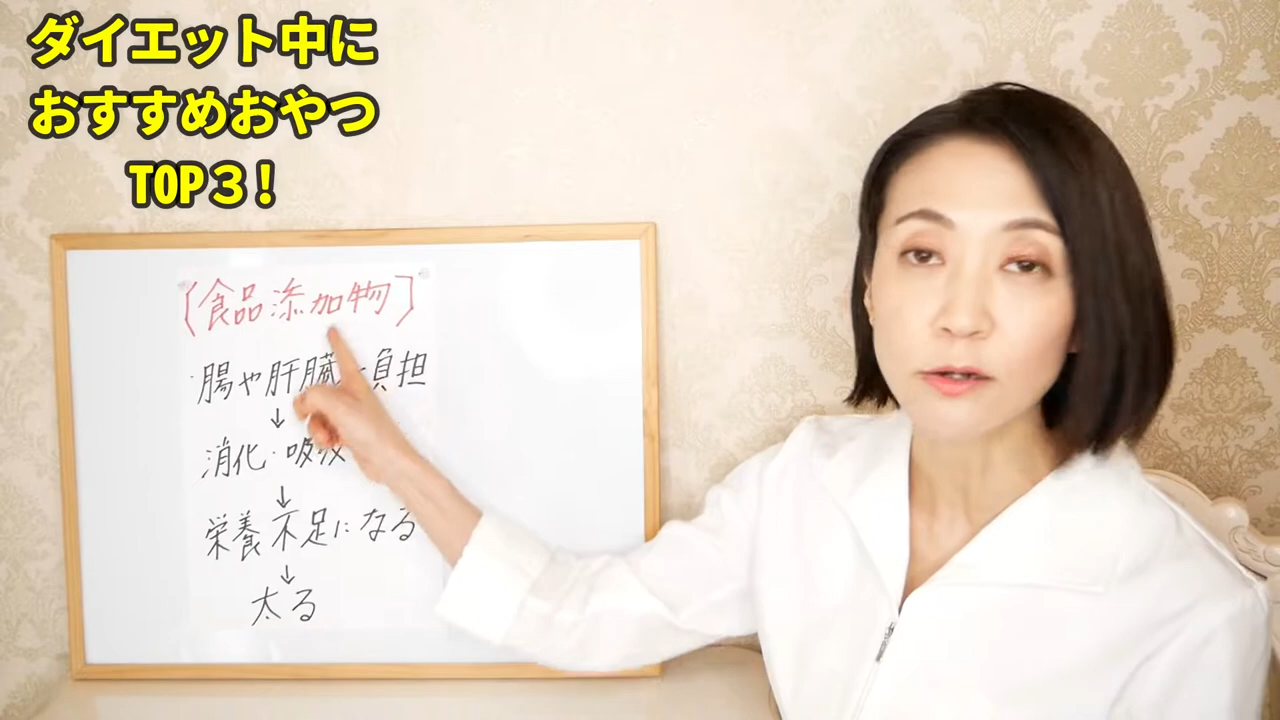 ダイエット中に
おすすめおやつ
TOP3！
〔食品添加物〕
・腸や肝臓 負担
↓
消化・吸
↓
栄養不足になる
↓
太る